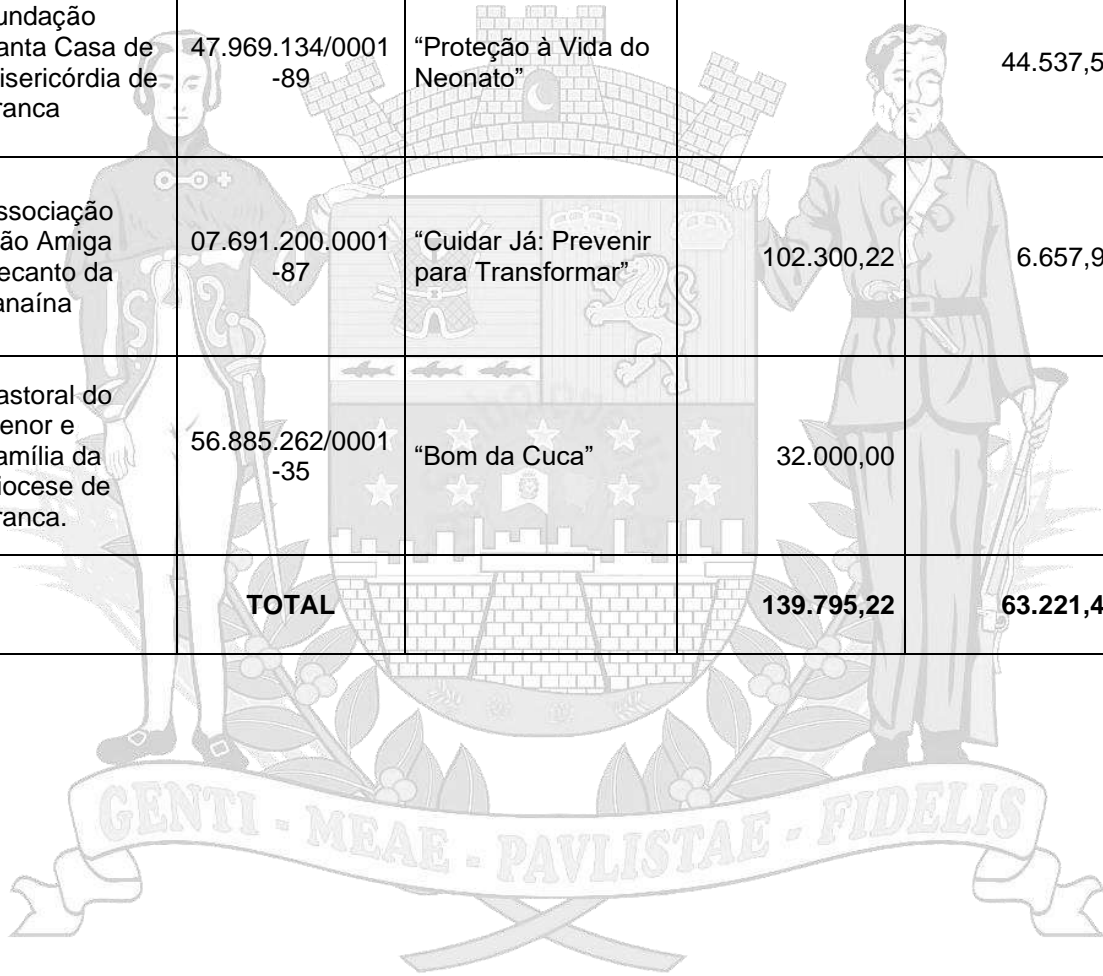 undação
anta Casa de
isericórdia de
ranca
47.969.134/0001
-89
“Proteção à Vida do
Neonato”
44.537,5
ssociação
ão Amiga
ecanto da
anaína
07.691.200.0001
-87
“Cuidar Já: Prevenir
para Transformar”
102.300,22
6.657,9
astoral do
enor e
amília da
iocese de
ranca.
56.885.262/0001
-35
“Bom da Cuca”
32.000,00
TOTAL
139.795,22
63.221,4
GENTI - MEAE - PAVLISTAE - FIDELIS